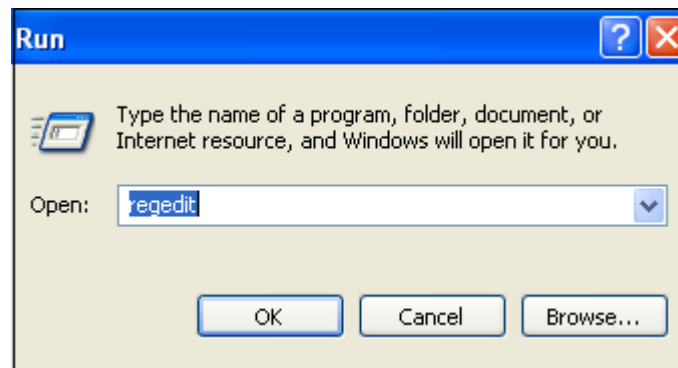 Run
Type the name of a program, folder, document, or
Internet resource, and Windows will open it for you.
Open: regedit
OK Cancel Browse...